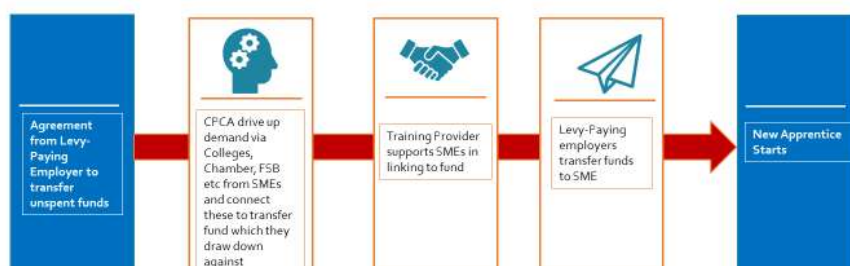 Agreement
from Levy-
Paying
Employer to
transfer
unspent funds
CPCA drive up
demand via
Colleges,
Chamber, FSB
etc from SMEs
and connect
these to transfer
fund which they
draw down
against
Training Provider
supports SMEs in
linking to fund
Levy-Paying
employers
transfer funds
to SME
New Apprentice
Starts